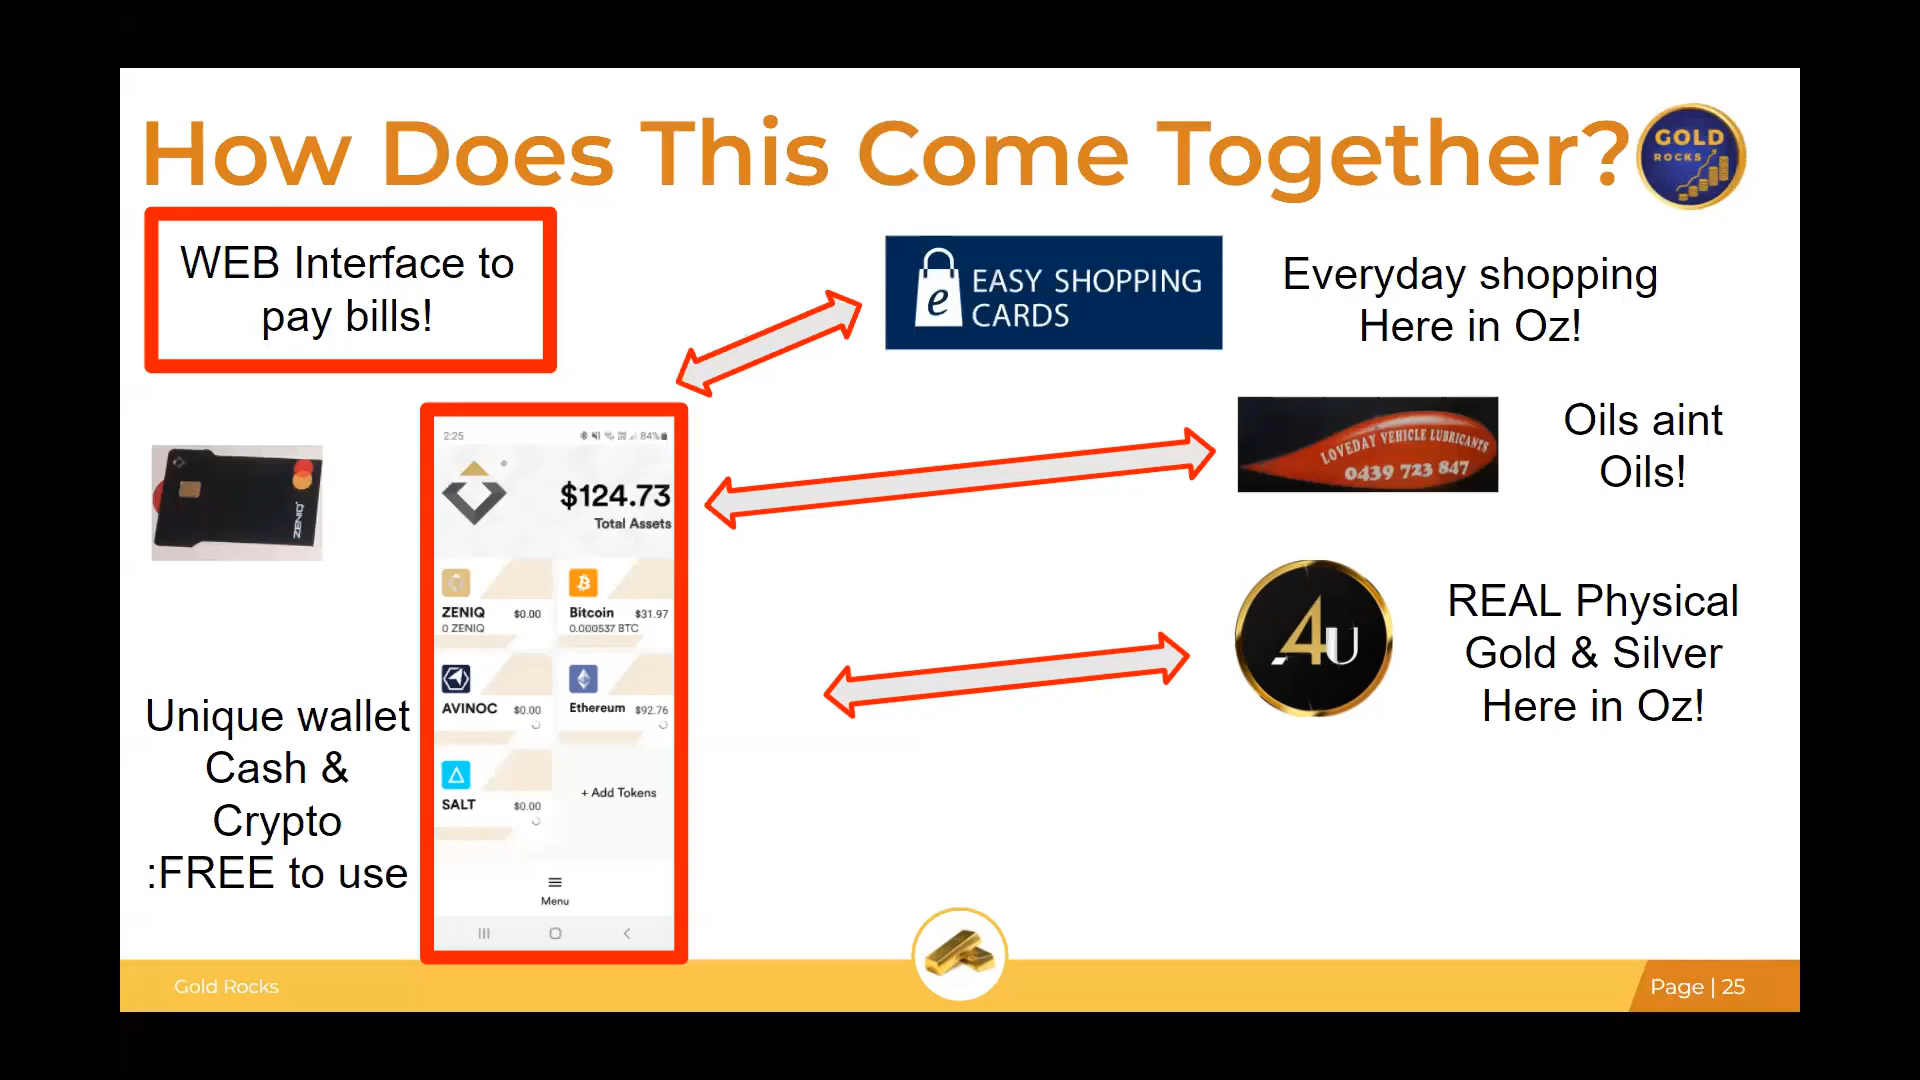 How Does This Come Together?
GOLD
ROCKS
WEB Interface to
pay bills!
e
EASY SHOPPING
CARDS
Everyday shopping
Here in Oz!
LOVEDAY VEHICLE LUBRICANTS
0439 723 847
Oils aint
Oils!
ZENIQ
2:25
84%
$124.73
Total Assets
ZENIQ $0.00
0 ZENIQ
Bitcoin $31.97
0.000537 BTC
AVINOC $0.00
Ethereum $92.76
SALT $0.00
+ Add Tokens
Menu
4U
REAL Physical
Gold & Silver
Here in Oz!
Unique wallet
Cash &
Crypto
:FREE to use
Gold Rocks
Page | 25